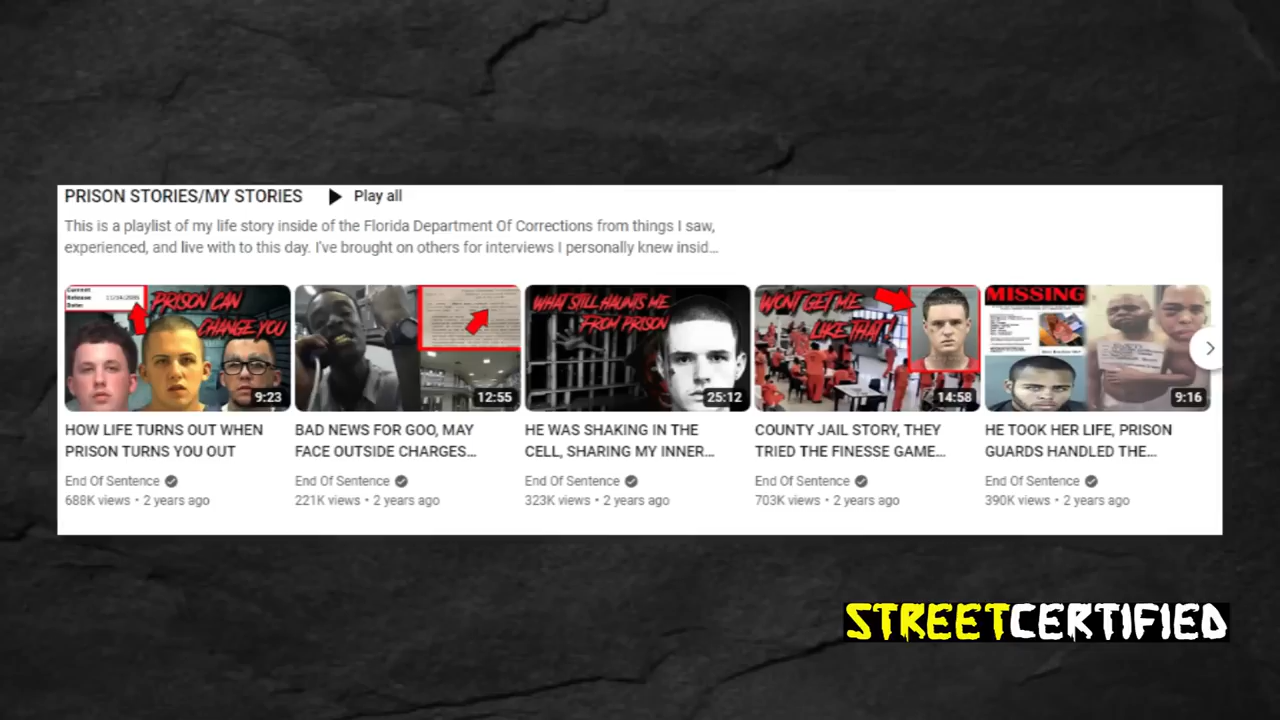 PRISON STORIES/MY STORIES ▶ Play all
This is a playlist of my life story inside of the Florida Department Of Corrections from things I saw,
experienced, and live with to this day. I've brought on others for interviews I personally knew insid...
Current
Release
Date:
11/14/2086
PRISON CAN
CHANGE YOU
9:23
12:55
WHAT STILL HAUNTS ME
FROM PRISON
25:12
WONT GET ME
LIKE THAT!
14:58
MISSING
9:16
HOW LIFE TURNS OUT WHEN
PRISON TURNS YOU OUT
End Of Sentence
688K views • 2 years ago
BAD NEWS FOR GOO, MAY
FACE OUTSIDE CHARGES...
End Of Sentence
221K views • 2 years ago
HE WAS SHAKING IN THE
CELL, SHARING MY INNER...
End Of Sentence
323K views • 2 years ago
COUNTY JAIL STORY, THEY
TRIED THE FINESSE GAME...
End Of Sentence
703K views • 2 years ago
HE TOOK HER LIFE, PRISON
GUARDS HANDLED THE...
End Of Sentence
390K views • 2 years ago
STREETCERTIFIED